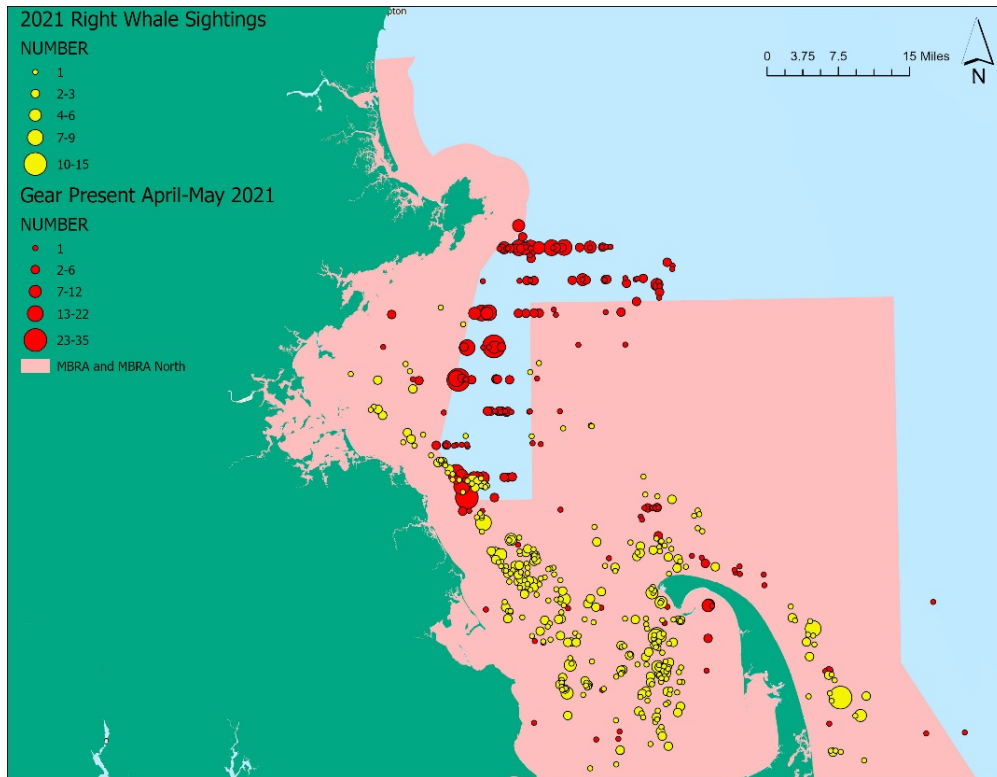 pton
2021 Right Whale Sightings
NUMBER
1
2-3
4-6
7-9
10-15
Gear Present April-May 2021
NUMBER
1
2-6
7-12
13-22
23-35
MBRA and MBRA North
0 3.75 7.5 15 Miles
N